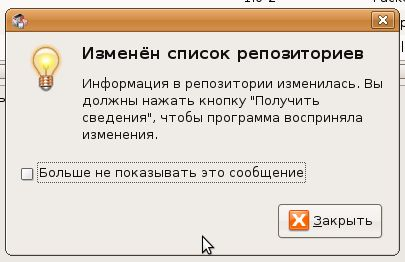 Изменён список репозиториев
Информация в репозитории изменилась. Вы
должны нажать кнопку "Получить
сведения", чтобы программа восприняла
изменения.
Больше не показывать это сообщение
Закрыть